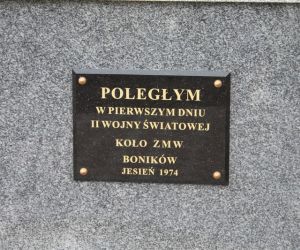 POLEGŁYM
W PIERWSZYM DNIU
II WOJNY ŚWIATOWEJ
KOŁO ZMW
BONIKÓW
JESIEŃ 1974